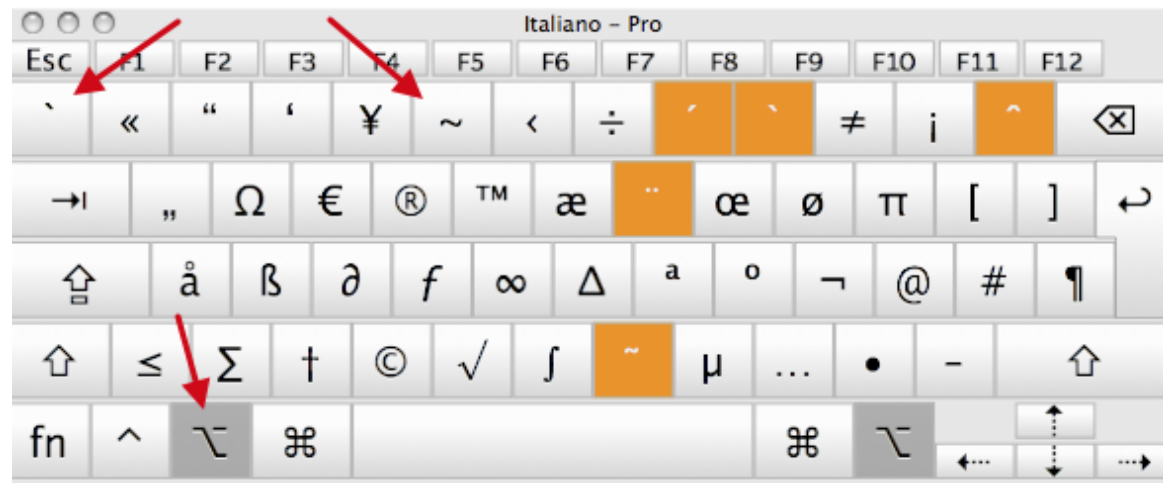 Italiano – Pro
Esc F1 F2 F3 F4 F5 F6 F7 F8 F9 F10 F11 F12
` « “ ‘ ¥ ~ ‹ ÷ ´ ` ≠ ¡ ˆ ⌫
⇥ „ Ω € ® ™ æ ¨ œ ø π [ ] ↩
⇪ å ß ∂ ƒ ∞ ∆ ª º ¬ @ # ¶
⇧ ≤ ∑ † © √ ∫ ˜ µ … • – ⇧
fn ^ ⌥ ⌘ ⌘ ⌥ ⇠ ⇡ ⇣ ⇢